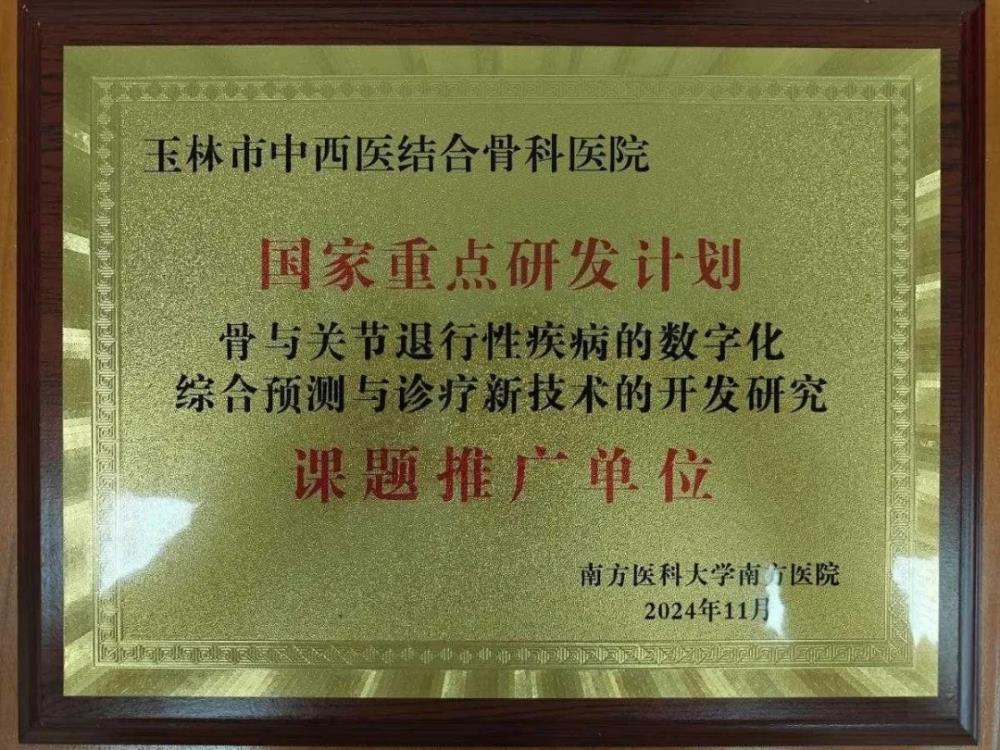 玉林市中西医结合骨科医院
国家重点研发计划
骨与关节退行性疾病的数字化
综合预测与诊疗新技术的开发研究
课题推广单位
南方医科大学南方医院
2024年11月